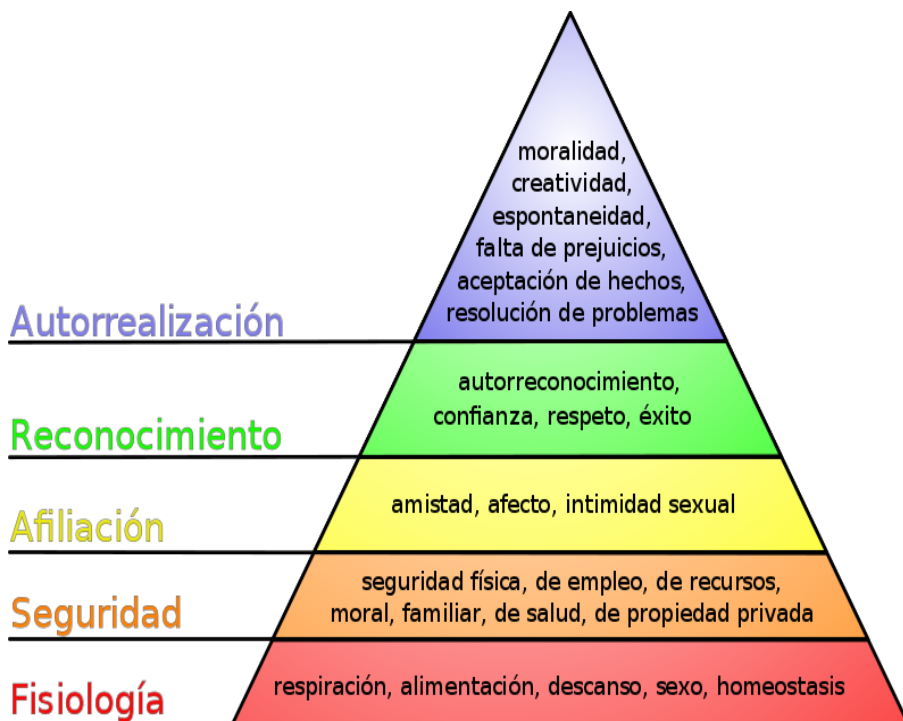 moralidad,
creatividad,
espontaneidad,
falta de prejuicios,
aceptación de hechos,
resolución de problemas
Autorrealización
autorreconocimiento,
confianza, respeto, éxito
Reconocimiento
amistad, afecto, intimidad sexual
Afiliación
seguridad física, de empleo, de recursos,
moral, familiar, de salud, de propiedad privada
Seguridad
respiración, alimentación, descanso, sexo, homeostasis
Fisiología